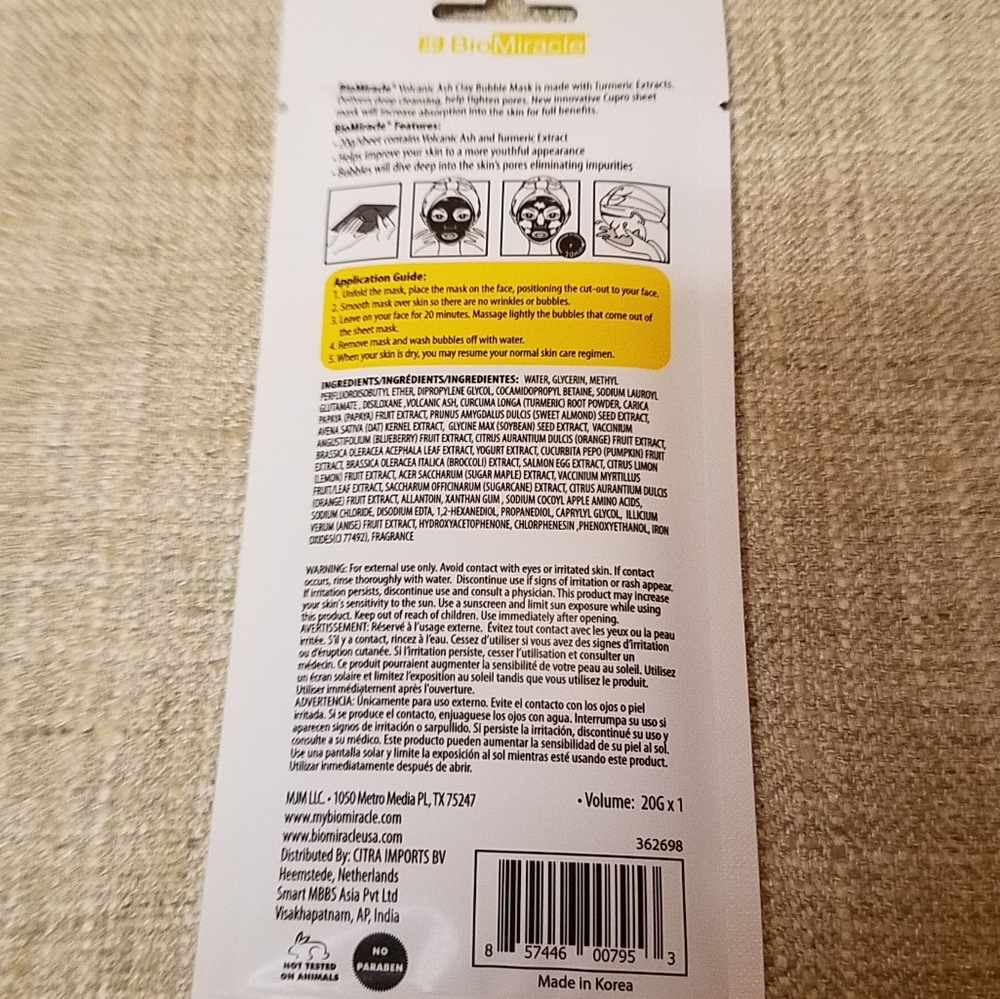 BioMiracle
BioMiracle® Volcanic Ash Clay Bubble Mask is made with Turmeric Extracts.
Delivers deep cleansing, help tighten pores. New innovative Cupro sheet
mask will increase absorption into the skin for full benefits.
BioMiracle® Features:
- 20g Sheet contains Volcanic Ash and Turmeric Extract
- Helps improve your skin to a more youthful appearance
- Bubbles will dive deep into the skin's pores eliminating impurities
Application Guide:
1. Unfold the mask, place the mask on the face, positioning the cut-out to your face.
2. Smooth mask over skin so there are no wrinkles or bubbles.
3. Leave on your face for 20 minutes. Massage lightly the bubbles that come out of
the sheet mask.
4. Remove mask and wash bubbles off with water.
5. When your skin is dry, you may resume your normal skin care regimen.
INGREDIENTS/INGRÉDIENTS/INGREDIENTES: WATER, GLYCERIN, METHYL
PERFLUOROISOBUTYL ETHER, DIPROPYLENE GLYCOL, COCAMIDOPROPYL BETAINE, SODIUM LAUROYL
GLUTAMATE, DISILOXANE, VOLCANIC ASH, CURCUMA LONGA (TURMERIC) ROOT POWDER, CARICA
PAPAYA (PAPAYA) FRUIT EXTRACT, PRUNUS AMYGDALUS DULCIS (SWEET ALMOND) SEED EXTRACT,
AVENA SATIVA (OAT) KERNEL EXTRACT, GLYCINE MAX (SOYBEAN) SEED EXTRACT, VACCINIUM
ANGUSTIFOLIUM (BLUEBERRY) FRUIT EXTRACT, CITRUS AURANTIUM DULCIS (ORANGE) FRUIT EXTRACT,
BRASSICA OLERACEA ACEPHALA LEAF EXTRACT, YOGURT EXTRACT, CUCURBITA PEPO (PUMPKIN) FRUIT
EXTRACT, BRASSICA OLERACEA ITALICA (BROCCOLI) EXTRACT, SALMON EGG EXTRACT, CITRUS LIMON
(LEMON) FRUIT EXTRACT, ACER SACCHARUM (SUGAR MAPLE) EXTRACT, VACCINIUM MYRTILLUS
FRUIT/LEAF EXTRACT, SACCHARUM OFFICINARUM (SUGARCANE) EXTRACT, CITRUS AURANTIUM DULCIS
(ORANGE) FRUIT EXTRACT, ALLANTOIN, XANTHAN GUM, SODIUM COCOYL APPLE AMINO ACIDS,
SODIUM CHLORIDE, DISODIUM EDTA, 1,2-HEXANEDIOL, PROPANEDIOL, CAPRYLYL GLYCOL, ILLICIUM
VERUM (ANISE) FRUIT EXTRACT, HYDROXYACETOPHENONE, CHLORPHENESIN ,PHENOXYETHANOL, IRON
OXIDES(CI 77492), FRAGRANCE
WARNING: For external use only. Avoid contact with eyes or irritated skin. If contact
occurs, rinse thoroughly with water. Discontinue use if signs of irritation or rash appear.
If irritation persists, discontinue use and consult a physician. This product may increase
your skin's sensitivity to the sun. Use a sunscreen and limit sun exposure while using
this product. Keep out of reach of children. Use immediately after opening.
AVERTISSEMENT: Réservé à l'usage externe. Évitez tout contact avec les yeux ou la peau
irritée. S'il y a contact, rincez à l'eau. Cessez d'utiliser si vous avez des signes d'irritation
ou d'éruption cutanée. Si l'irritation persiste, cesser l'utilisation et consulter un
médecin. Ce produit pourraient augmenter la sensibilité de votre peau au soleil. Utilisez
un écran solaire et limitez l'exposition au soleil tandis que vous utilisez le produit.
Utiliser immédiatement après l'ouverture.
ADVERTENCIA: Únicamente para uso externo. Evite el contacto con los ojos o piel
irritada. Si se produce el contacto, enjuaguese los ojos con agua. Interrumpa su uso si
aparecen signos de irritación o sarpullido. Si persiste la irritación, discontinué su uso y
consulte a su médico. Este producto pueden aumentar la sensibilidad de su piel al sol.
Use una pantalla solar y limite la exposición al sol mientras esté usando este product.
Utilizar inmediatamente después de abrir.
MJM LLC • 1050 Metro Media PL, TX 75247
• Volume: 20G x 1
www.mybiomiracle.com
www.biomiracleusa.com
362698
Distributed By: CITRA IMPORTS BV
Heemstede, Netherlands
Smart MBBS Asia Pvt Ltd
Visakhapatnam, AP, India
NOT TESTED
ON ANIMALS
NO
PARABEN
8 57446 00795 3
Made in Korea